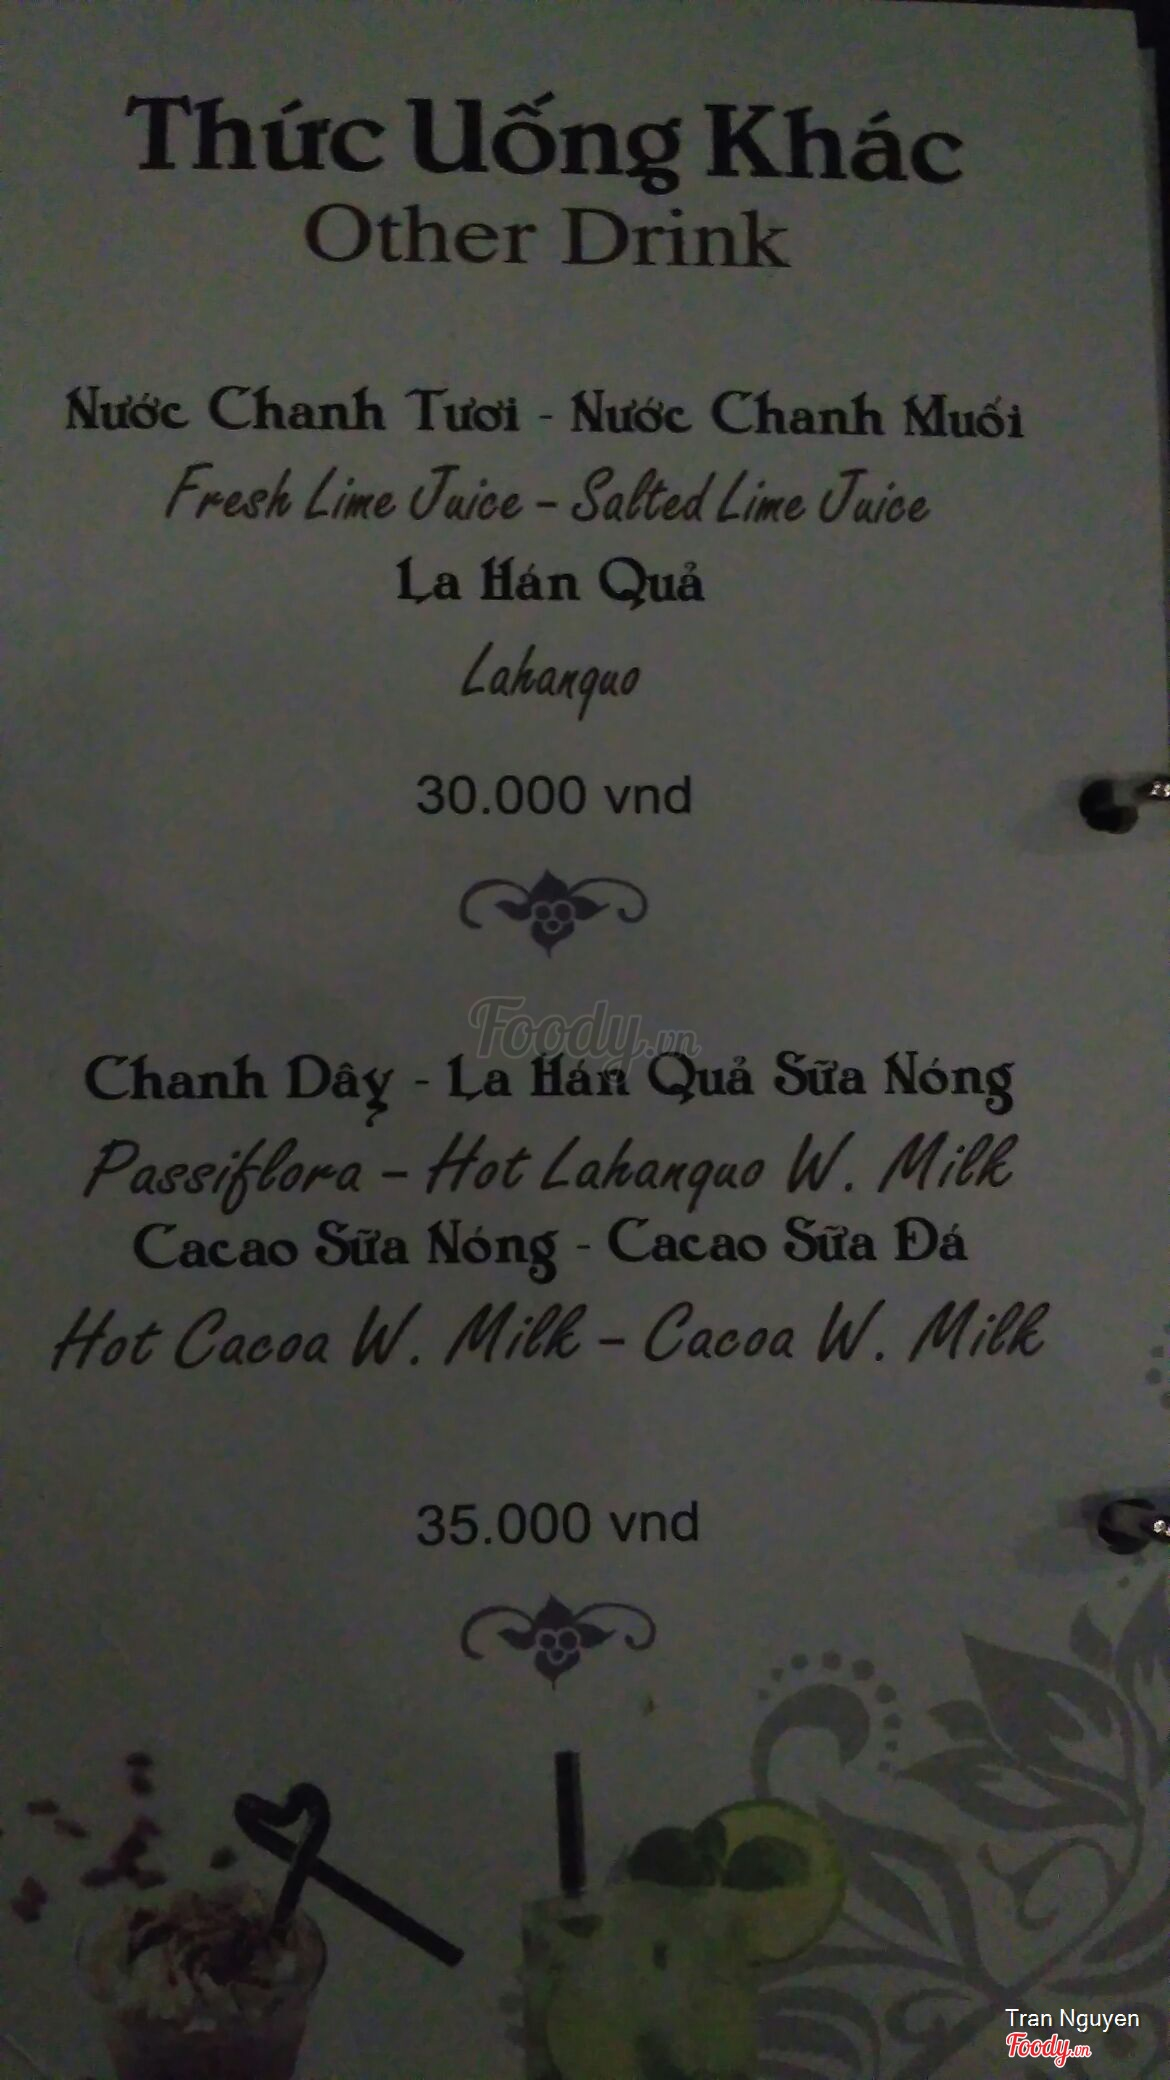 Thức Uống Khác
Other Drink
Nước Chanh Tươi - Nước Chanh Muối
Fresh Lime Juice – Salted Lime Juice
La Hán Quả
Lahanquo
30.000 vnd
Foody.vn
Chanh Dây - La Hán Quả Sữa Nóng
Passiflora – Hot Lahanquo W. Milk
Cacao Sữa Nóng - Cacao Sữa Đá
Hot Cacoa W. Milk – Cacoa W. Milk
35.000 vnd
Tran Nguyen
Foody.vn